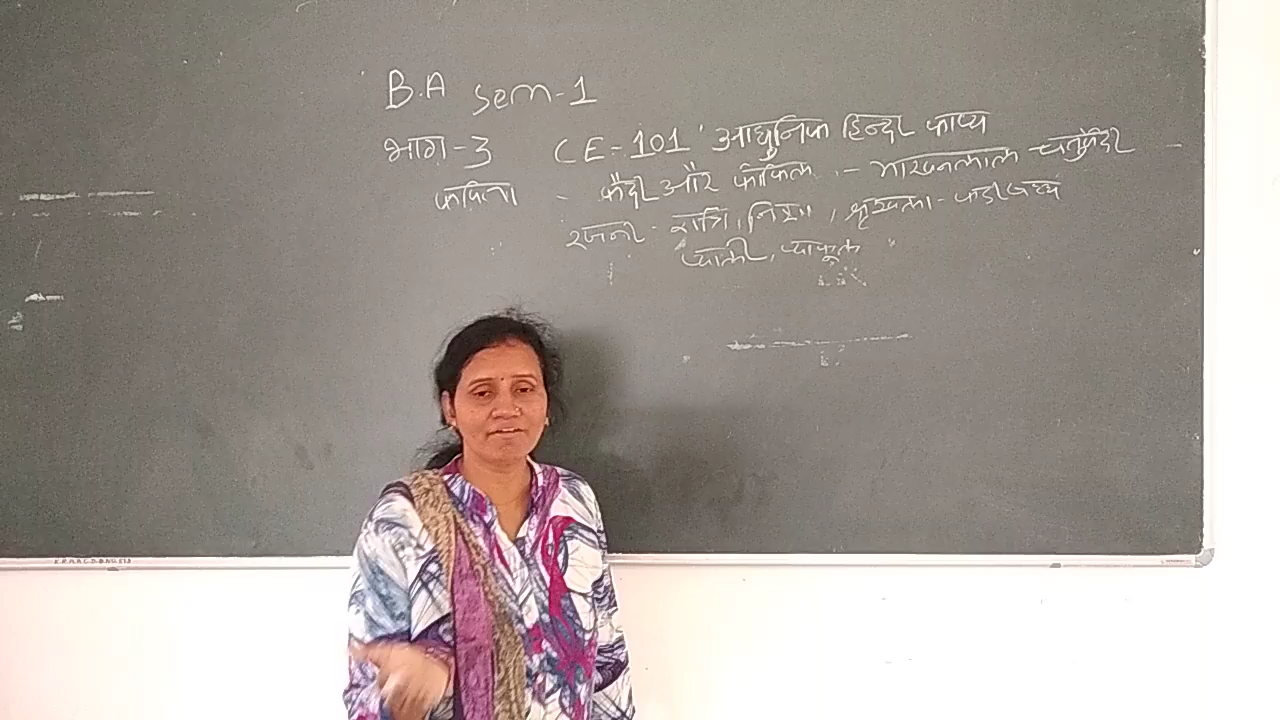 B.A Sem-1
भाग-3 CE-101 'आधुनिक हिन्दी काव्य
कविता - कैदी और कोकिल - माखनलाल चतुर्वेदी -
रजनी - रात्रि, निशा, श्रृंखला -
काली,